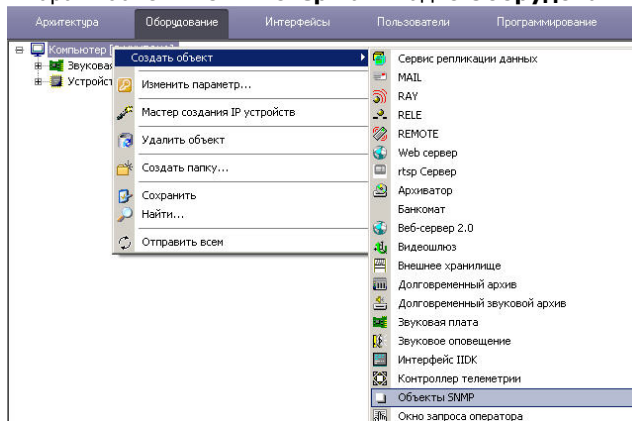 Архитектура Оборудование Интерфейсы Пользователи Программирование
Компьютер
Звуковая
Устройст
Создать объект
Изменить параметр...
Мастер создания IP устройств
Удалить объект
Создать папку...
Сохранить
Найти...
Отправить всем
Сервис репликации данных
MAIL
RAY
RELE
REMOTE
Web сервер
rtsp Сервер
Архиватор
Банкомат
Веб-сервер 2.0
Видеошлюз
Внешнее хранилище
Долговременный архив
Долговременный звуковой архив
Звуковая плата
Звуковое оповещение
Интерфейс IIDK
Контроллер телеметрии
Объекты SNMP
Окно запроса оператора